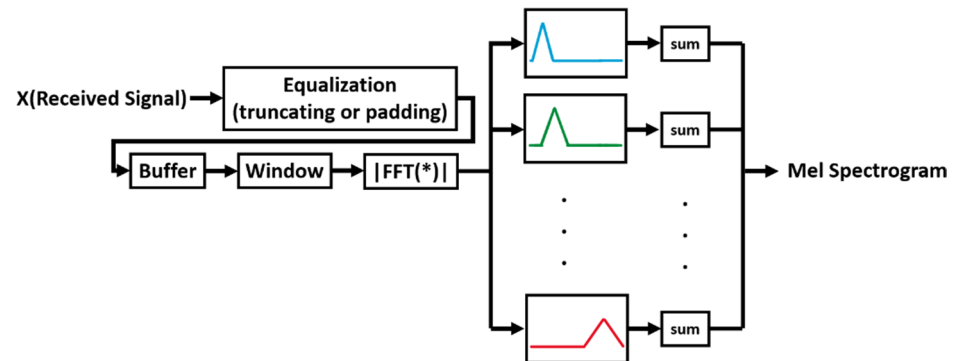 X(Received Signal)
Equalization
(truncating or padding)
Buffer
Window
|FFT(*)|
sum
sum
sum
Mel Spectrogram